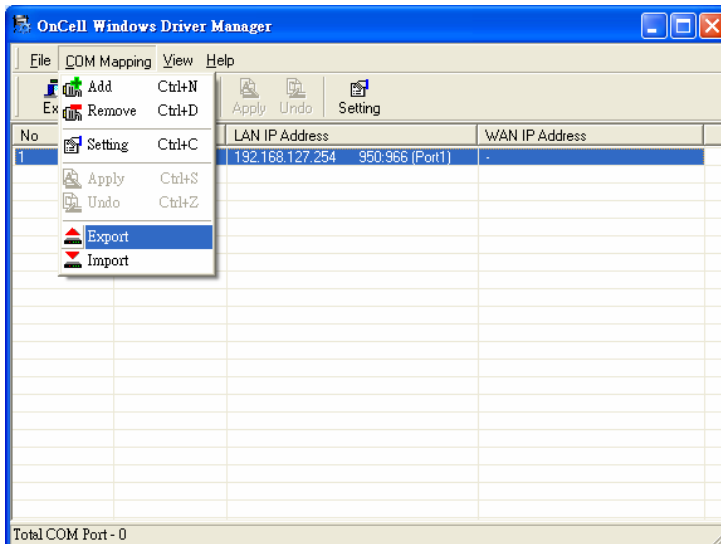 OnCell Windows Driver Manager
File COM Mapping View Help
Add Ctrl+N
Remove Ctrl+D
Setting Ctrl+C
Apply Ctrl+S
Undo Ctrl+Z
Export
Import
Ex Apply Undo Setting
No LAN IP Address WAN IP Address
1 192.168.127.254 950:966 (Port1) -
Total COM Port - 0